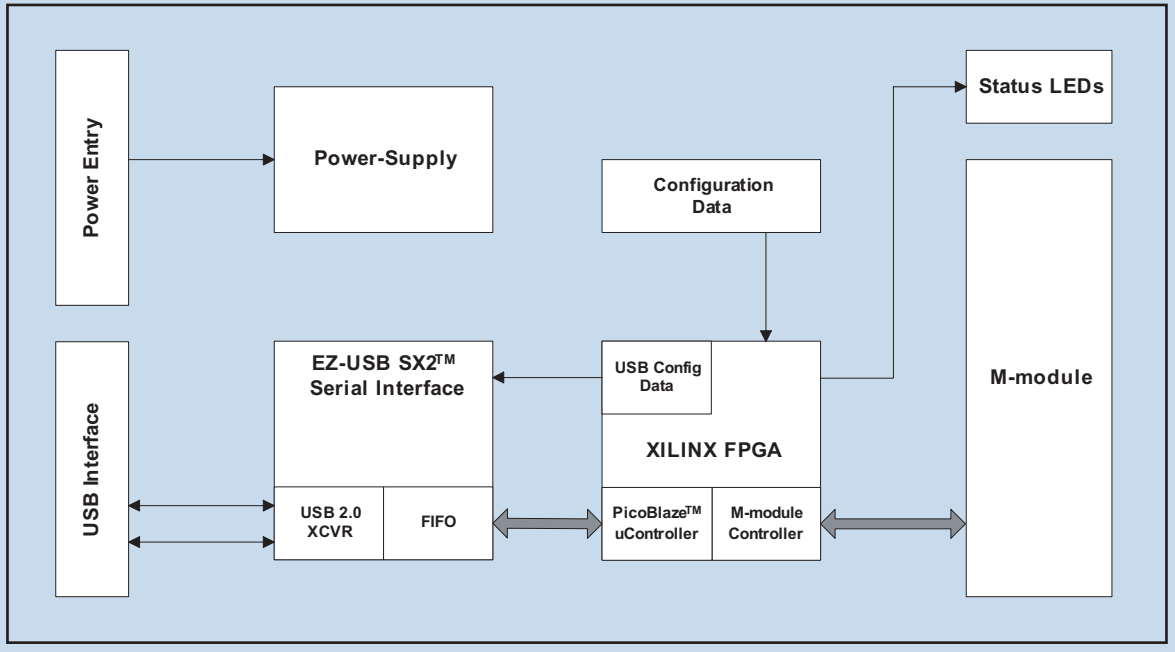 Power Entry
Power-Supply
Status LEDs
Configuration
Data
M-module
USB Interface
EZ-USB SX2™
Serial Interface
USB Config
Data
XILINX FPGA
USB 2.0
XCVR
FIFO
PicoBlaze™
uController
M-module
Controller